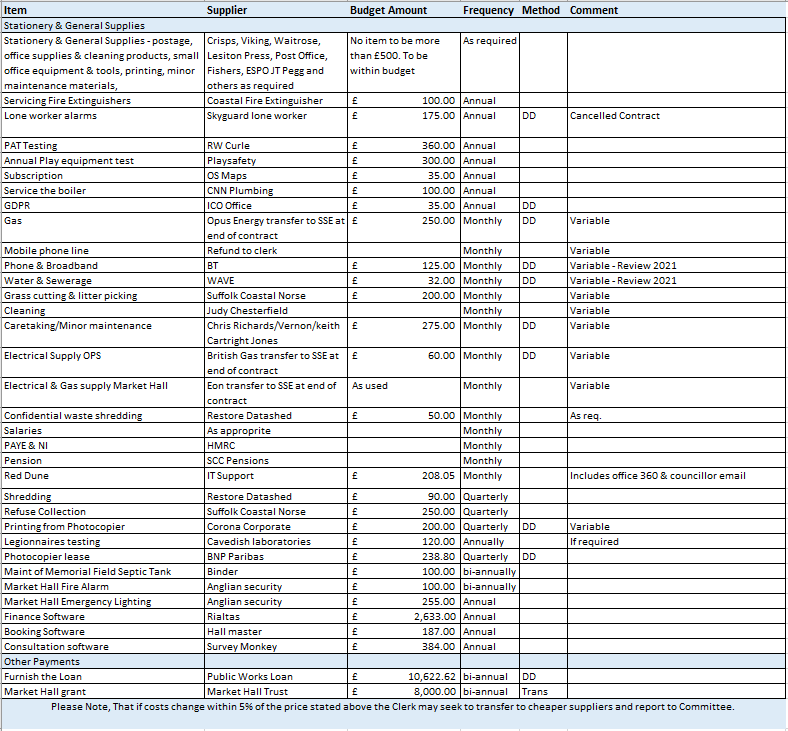 Item Supplier Budget Amount Frequency Method Comment
Stationery & General Supplies
Stationery & General Supplies - postage, Crisps, Viking, Waitrose, No item to be more As required
office supplies & cleaning products, small Lesiton Press, Post Office, than £500. To be
office equipment & tools, printing, minor Fishers, ESPO JT Pegg and within budget
maintenance materials, others as required
Servicing Fire Extinguishers Coastal Fire Extinguisher £ 100.00 Annual
Lone worker alarms Skyguard lone worker £ 175.00 Annual DD Cancelled Contract
PAT Testing RW Curle £ 360.00 Annual
Annual Play equipment test Playsafety £ 300.00 Annual
Subscription OS Maps £ 35.00 Annual
Service the boiler CNN Plumbing £ 100.00 Annual
GDPR ICO Office £ 35.00 Annual DD
Gas Opus Energy transfer to SSE at £ 250.00 Monthly DD Variable
end of contract
Mobile phone line Refund to clerk Monthly Variable
Phone & Broadband BT £ 125.00 Monthly DD Variable - Review 2021
Water & Sewerage WAVE £ 32.00 Monthly DD Variable - Review 2021
Grass cutting & litter picking Suffolk Coastal Norse £ 200.00 Monthly Variable
Cleaning Judy Chesterfield Monthly Variable
Caretaking/Minor maintenance Chris Richards/Vernon/keith £ 275.00 Monthly DD Variable
Cartright Jones
Electrical Supply OPS British Gas transfer to SSE at £ 60.00 Monthly DD Variable
end of contract
Electrical & Gas supply Market Hall Eon transfer to SSE at end of As used Monthly Variable
contract
Confidential waste shredding Restore Datashed £ 50.00 Monthly As req.
Salaries As approprite Monthly
PAYE & NI HMRC Monthly
Pension SCC Pensions Monthly
Red Dune IT Support £ 208.05 Monthly Includes office 360 & councillor email
Shredding Restore Datashed £ 90.00 Quarterly
Refuse Collection Suffolk Coastal Norse £ 250.00 Quarterly
Printing from Photocopier Corona Corporate £ 200.00 Quarterly DD Variable
Legionnaires testing Cavedish laboratories £ 120.00 Annually If required
Photocopier lease BNP Paribas £ 238.80 Quarterly DD
Maint of Memorial Field Septic Tank Binder £ 100.00 bi-annually
Market Hall Fire Alarm Anglian security £ 100.00 bi-annually
Market Hall Emergency Lighting Anglian security £ 255.00 Annual
Finance Software Rialtas £ 2,633.00 Annual
Booking Software Hall master £ 187.00 Annual
Consultation software Survey Monkey £ 384.00 Annual
Other Payments
Furnish the Loan Public Works Loan £ 10,622.62 bi-annual DD
Market Hall grant Market Hall Trust £ 8,000.00 bi-annual Trans
Please Note, That if costs change within 5% of the price stated above the Clerk may seek to transfer to cheaper suppliers and report to Committee.